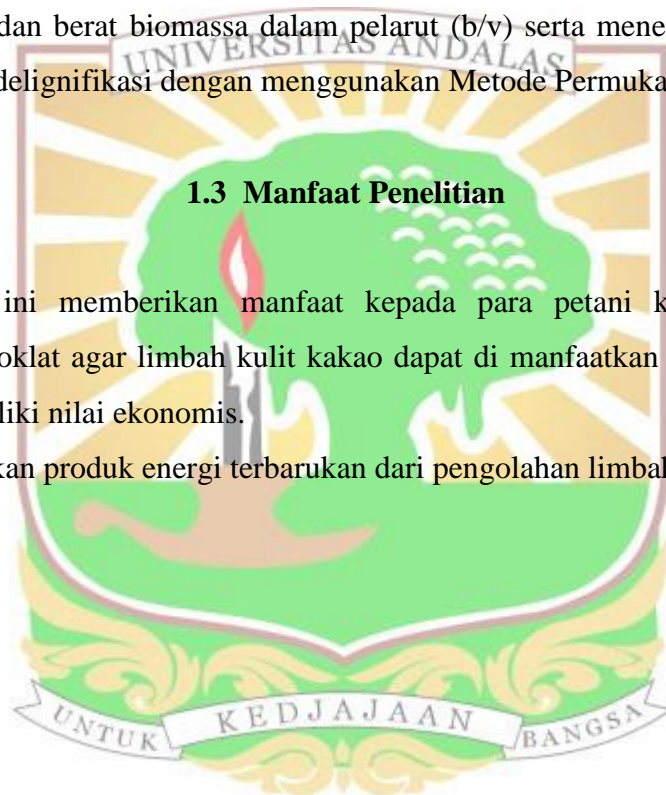 dan berat biomassa dalam pelarut (b/v) serta mene
UNIVERSITAS ANDALAS
delignifikasi dengan menggunakan Metode Permuka
1.3 Manfaat Penelitian
ini memberikan manfaat kepada para petani k
oklat agar limbah kulit kakao dapat di manfaatkan
liki nilai ekonomis.
kan produk energi terbarukan dari pengolahan limbah
UNTUK KEDJAJAAN BANGSA